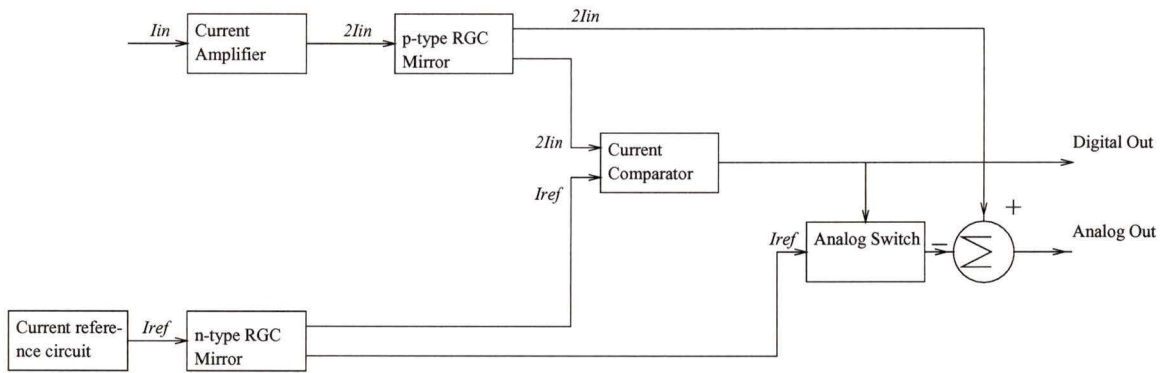 Iin
Current
Amplifier
2Iin
p-type RGC
Mirror
2Iin
2Iin
Iref
Current
Comparator
Digital Out
Iref
Analog Switch
−
Σ
+
Analog Out
Current refere-
nce circuit
Iref
n-type RGC
Mirror